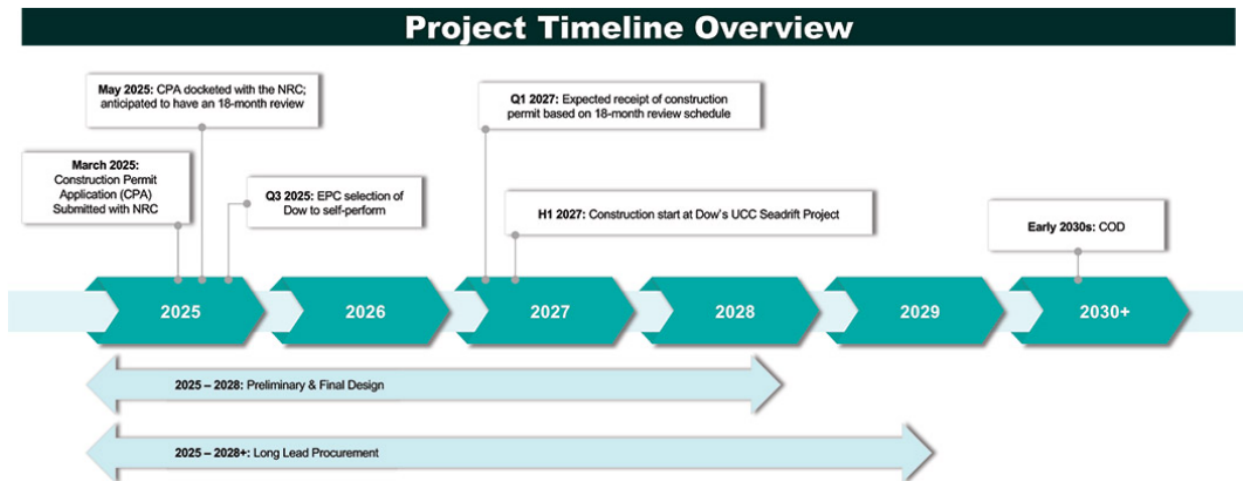 Project Timeline Overview
May 2025: CPA docketed with the NRC;
anticipated to have an 18-month review
Q1 2027: Expected receipt of construction
permit based on 18-month review schedule
March 2025:
Construction Permit
Application (CPA)
Submitted with NRC
Q3 2025: EPC selection of
Dow to self-perform
H1 2027: Construction start at Dow's UCC Seadrift Project
Early 2030s: COD
2025
2026
2027
2028
2029
2030+
2025 – 2028: Preliminary & Final Design
2025 – 2028+: Long Lead Procurement